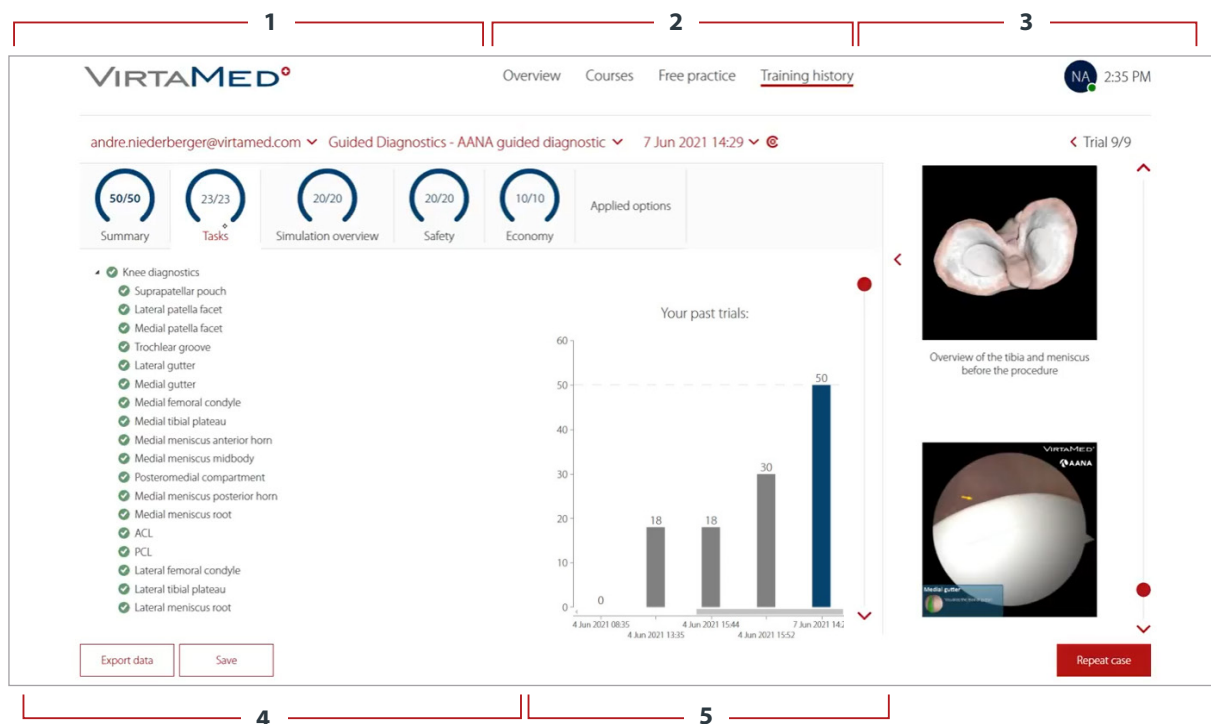 1
2
3
VIRTAMED
Overview Courses Free practice Training history
NA 2:35 PM
andre.niederberger@virtamed.com Guided Diagnostics - AANA guided diagnostic 7 Jun 2021 14:29
Trial 9/9
50/50 Summary
23/23 Tasks
20/20 Simulation overview
20/20 Safety
10/10 Economy
Applied options
Knee diagnostics
Suprapatellar pouch
Lateral patella facet
Medial patella facet
Trochlear groove
Lateral gutter
Medial gutter
Medial femoral condyle
Medial tibial plateau
Medial meniscus anterior horn
Medial meniscus midbody
Posteromedial compartment
Medial meniscus posterior horn
Medial meniscus root
ACL
PCL
Lateral femoral condyle
Lateral tibial plateau
Lateral meniscus root
Your past trials:
60
50
40
30
20
10
0
0
18
18
30
50
4 Jun 2021 08:35
4 Jun 2021 13:35
4 Jun 2021 15:44
4 Jun 2021 15:52
7 Jun 2021 14:2
Overview of the tibia and meniscus
before the procedure
VIRTAMED
AANA
Medial gutter
Export data
Save
Repeat case
4
5